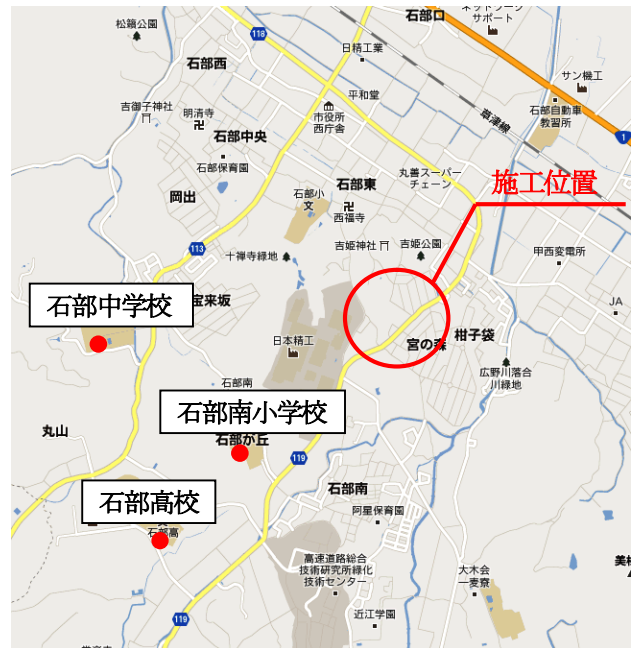 ネットワーク
サポート
石部口
松籟公園
118
日精工業
石部西
サン機工
平和堂
石部自動車
教習所
吉御子神社
明清寺
市役所
西庁舎
草津線
1
石部中央
石部保育園
丸善スーパー
チェーン
石部東
施工位置
岡出
石部小
文
西福寺
吉姫神社
吉姫公園
113
十禅寺緑地
甲西変電所
石部中学校
宝来坂
JA
日本精工
宮の森
柑子袋
広野川落合
川緑地
石部南
石部南小学校
丸山
石部が丘
119
石部高校
石部南
阿星保育園
石部高
高速道路総合
技術研究所緑化
技術センター
大木会
一麦寮
美松
119
近江学園